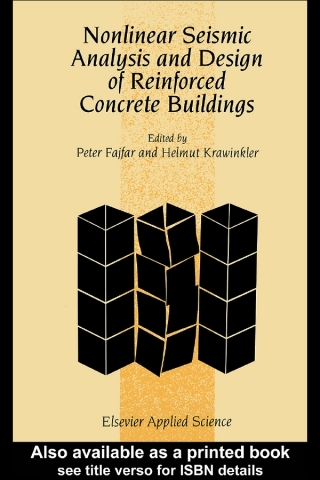 Nonlinear Seismic
Analysis and Design
of Reinforced
Concrete Buildings
Edited by
Peter Fajfar and Helmut Krawinkler
Elsevier Applied Science
Also available as a printed book
see title verso for ISBN details